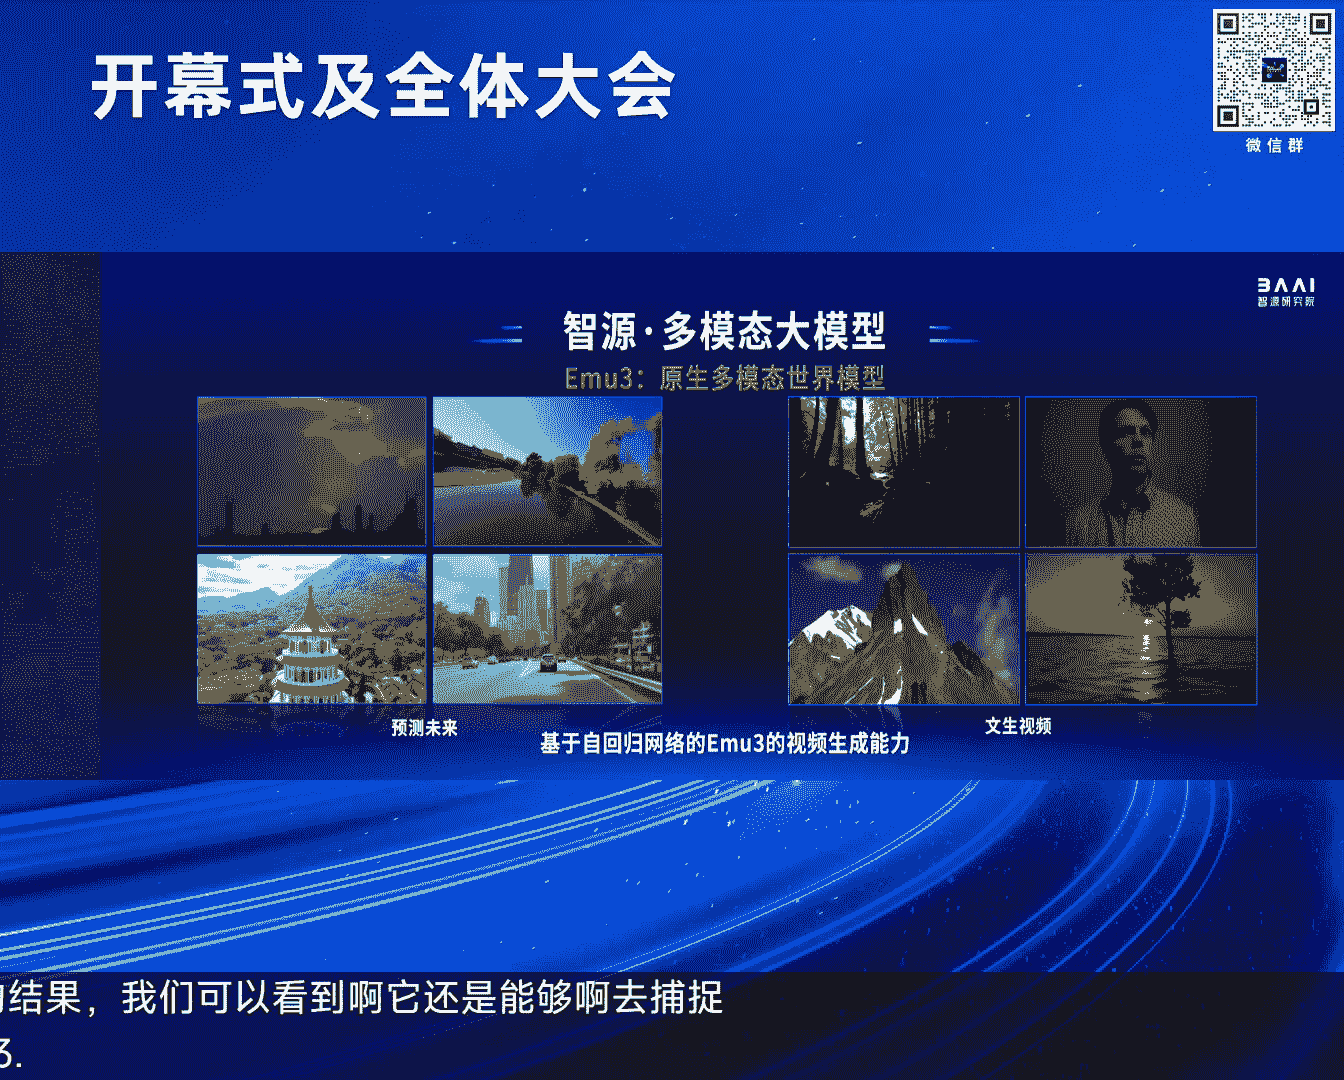 开幕式及全体大会
微信群
BAAI
智源研究院
智源·多模态大模型
Emu3：原生多模态世界模型
预测未来
文生视频
基于自回归网络的Emu3的视频生成能力
结果，我们可以看到啊它还是能够啊去捕捉
3.